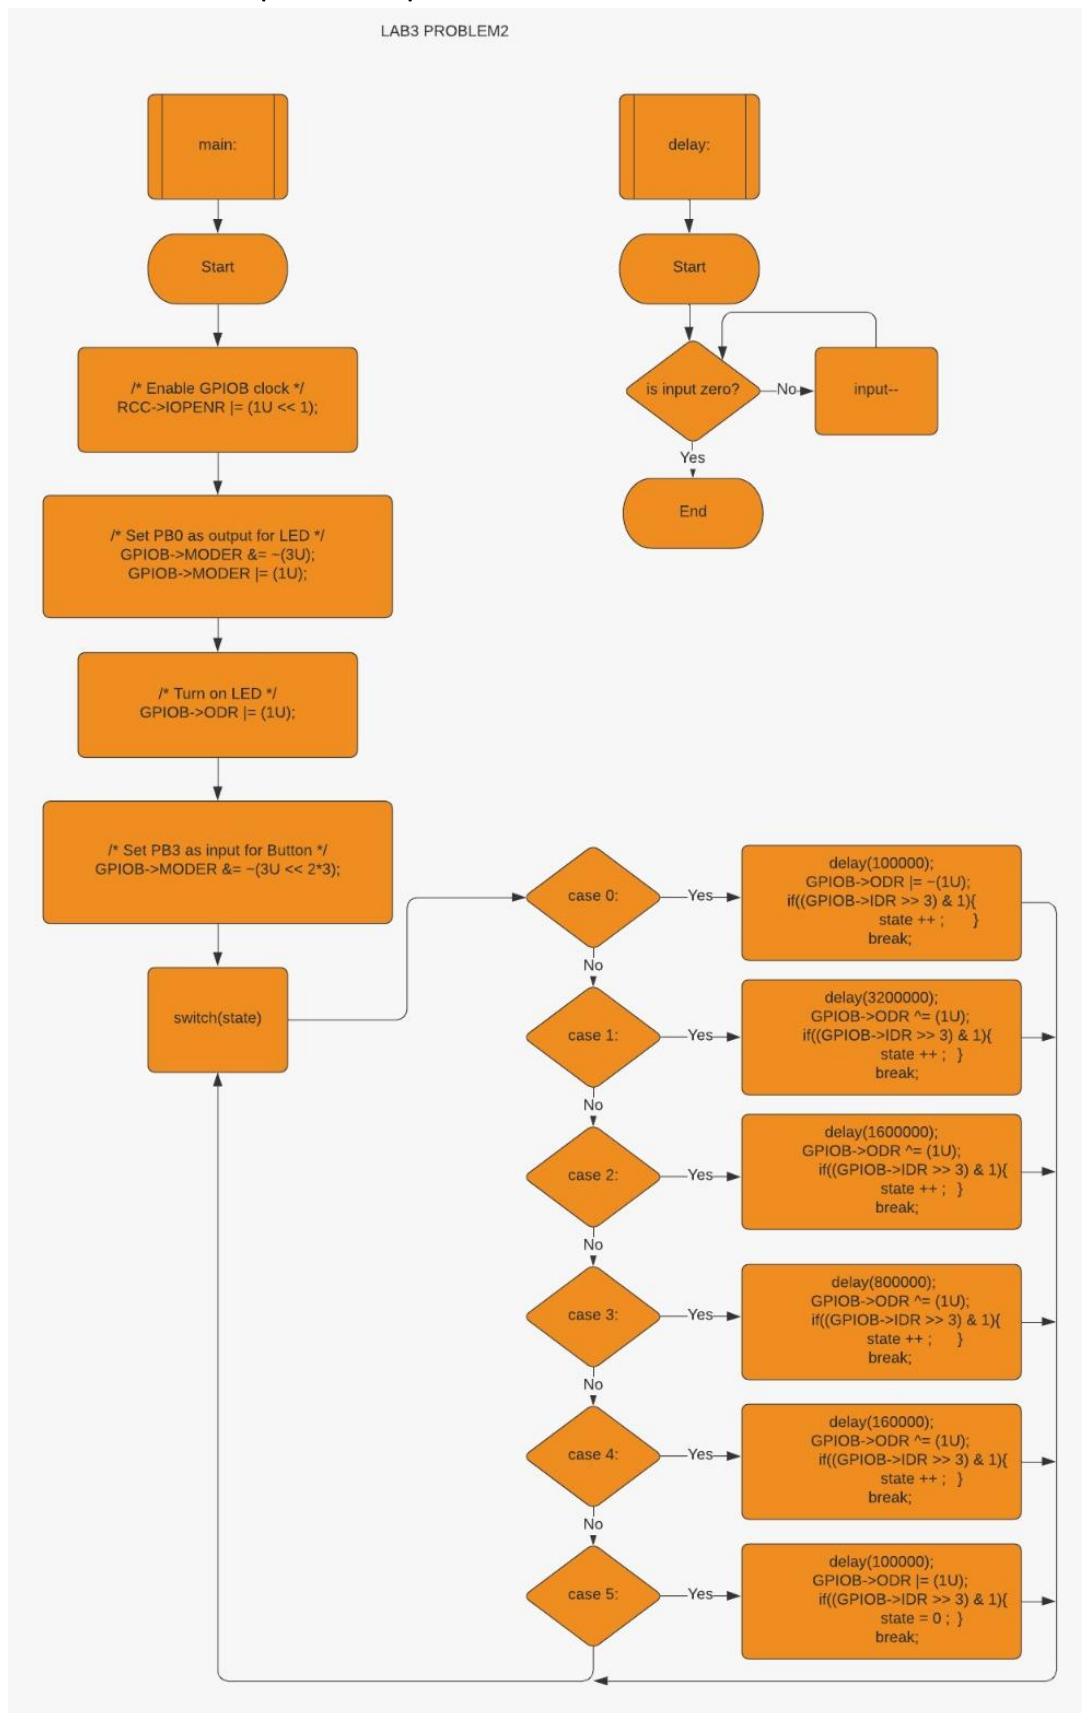 LAB3 PROBLEM2
main:
Start
/* Enable GPIOB clock */
RCC->IOPENR |= (1U << 1);
/* Set PB0 as output for LED */
GPIOB->MODER &= ~(3U);
GPIOB->MODER |= (1U);
/* Turn on LED */
GPIOB->ODR |= (1U);
/* Set PB3 as input for Button */
GPIOB->MODER &= ~(3U << 2*3);
switch(state)
delay:
Start
is input zero?
No
input--
Yes
End
case 0:
Yes
delay(100000);
GPIOB->ODR |= ~(1U);
if((GPIOB->IDR >> 3) & 1){
state ++ ; }
break;
No
case 1:
Yes
delay(3200000);
GPIOB->ODR ^= (1U);
if((GPIOB->IDR >> 3) & 1){
state ++ ; }
break;
No
case 2:
Yes
delay(1600000);
GPIOB->ODR ^= (1U);
if((GPIOB->IDR >> 3) & 1){
state ++ ; }
break;
No
case 3:
Yes
delay(800000);
GPIOB->ODR ^= (1U);
if((GPIOB->IDR >> 3) & 1){
state ++ ; }
break;
No
case 4:
Yes
delay(160000);
GPIOB->ODR ^= (1U);
if((GPIOB->IDR >> 3) & 1){
state ++ ; }
break;
No
case 5:
Yes
delay(100000);
GPIOB->ODR |= (1U);
if((GPIOB->IDR >> 3) & 1){
state = 0 ; }
break;